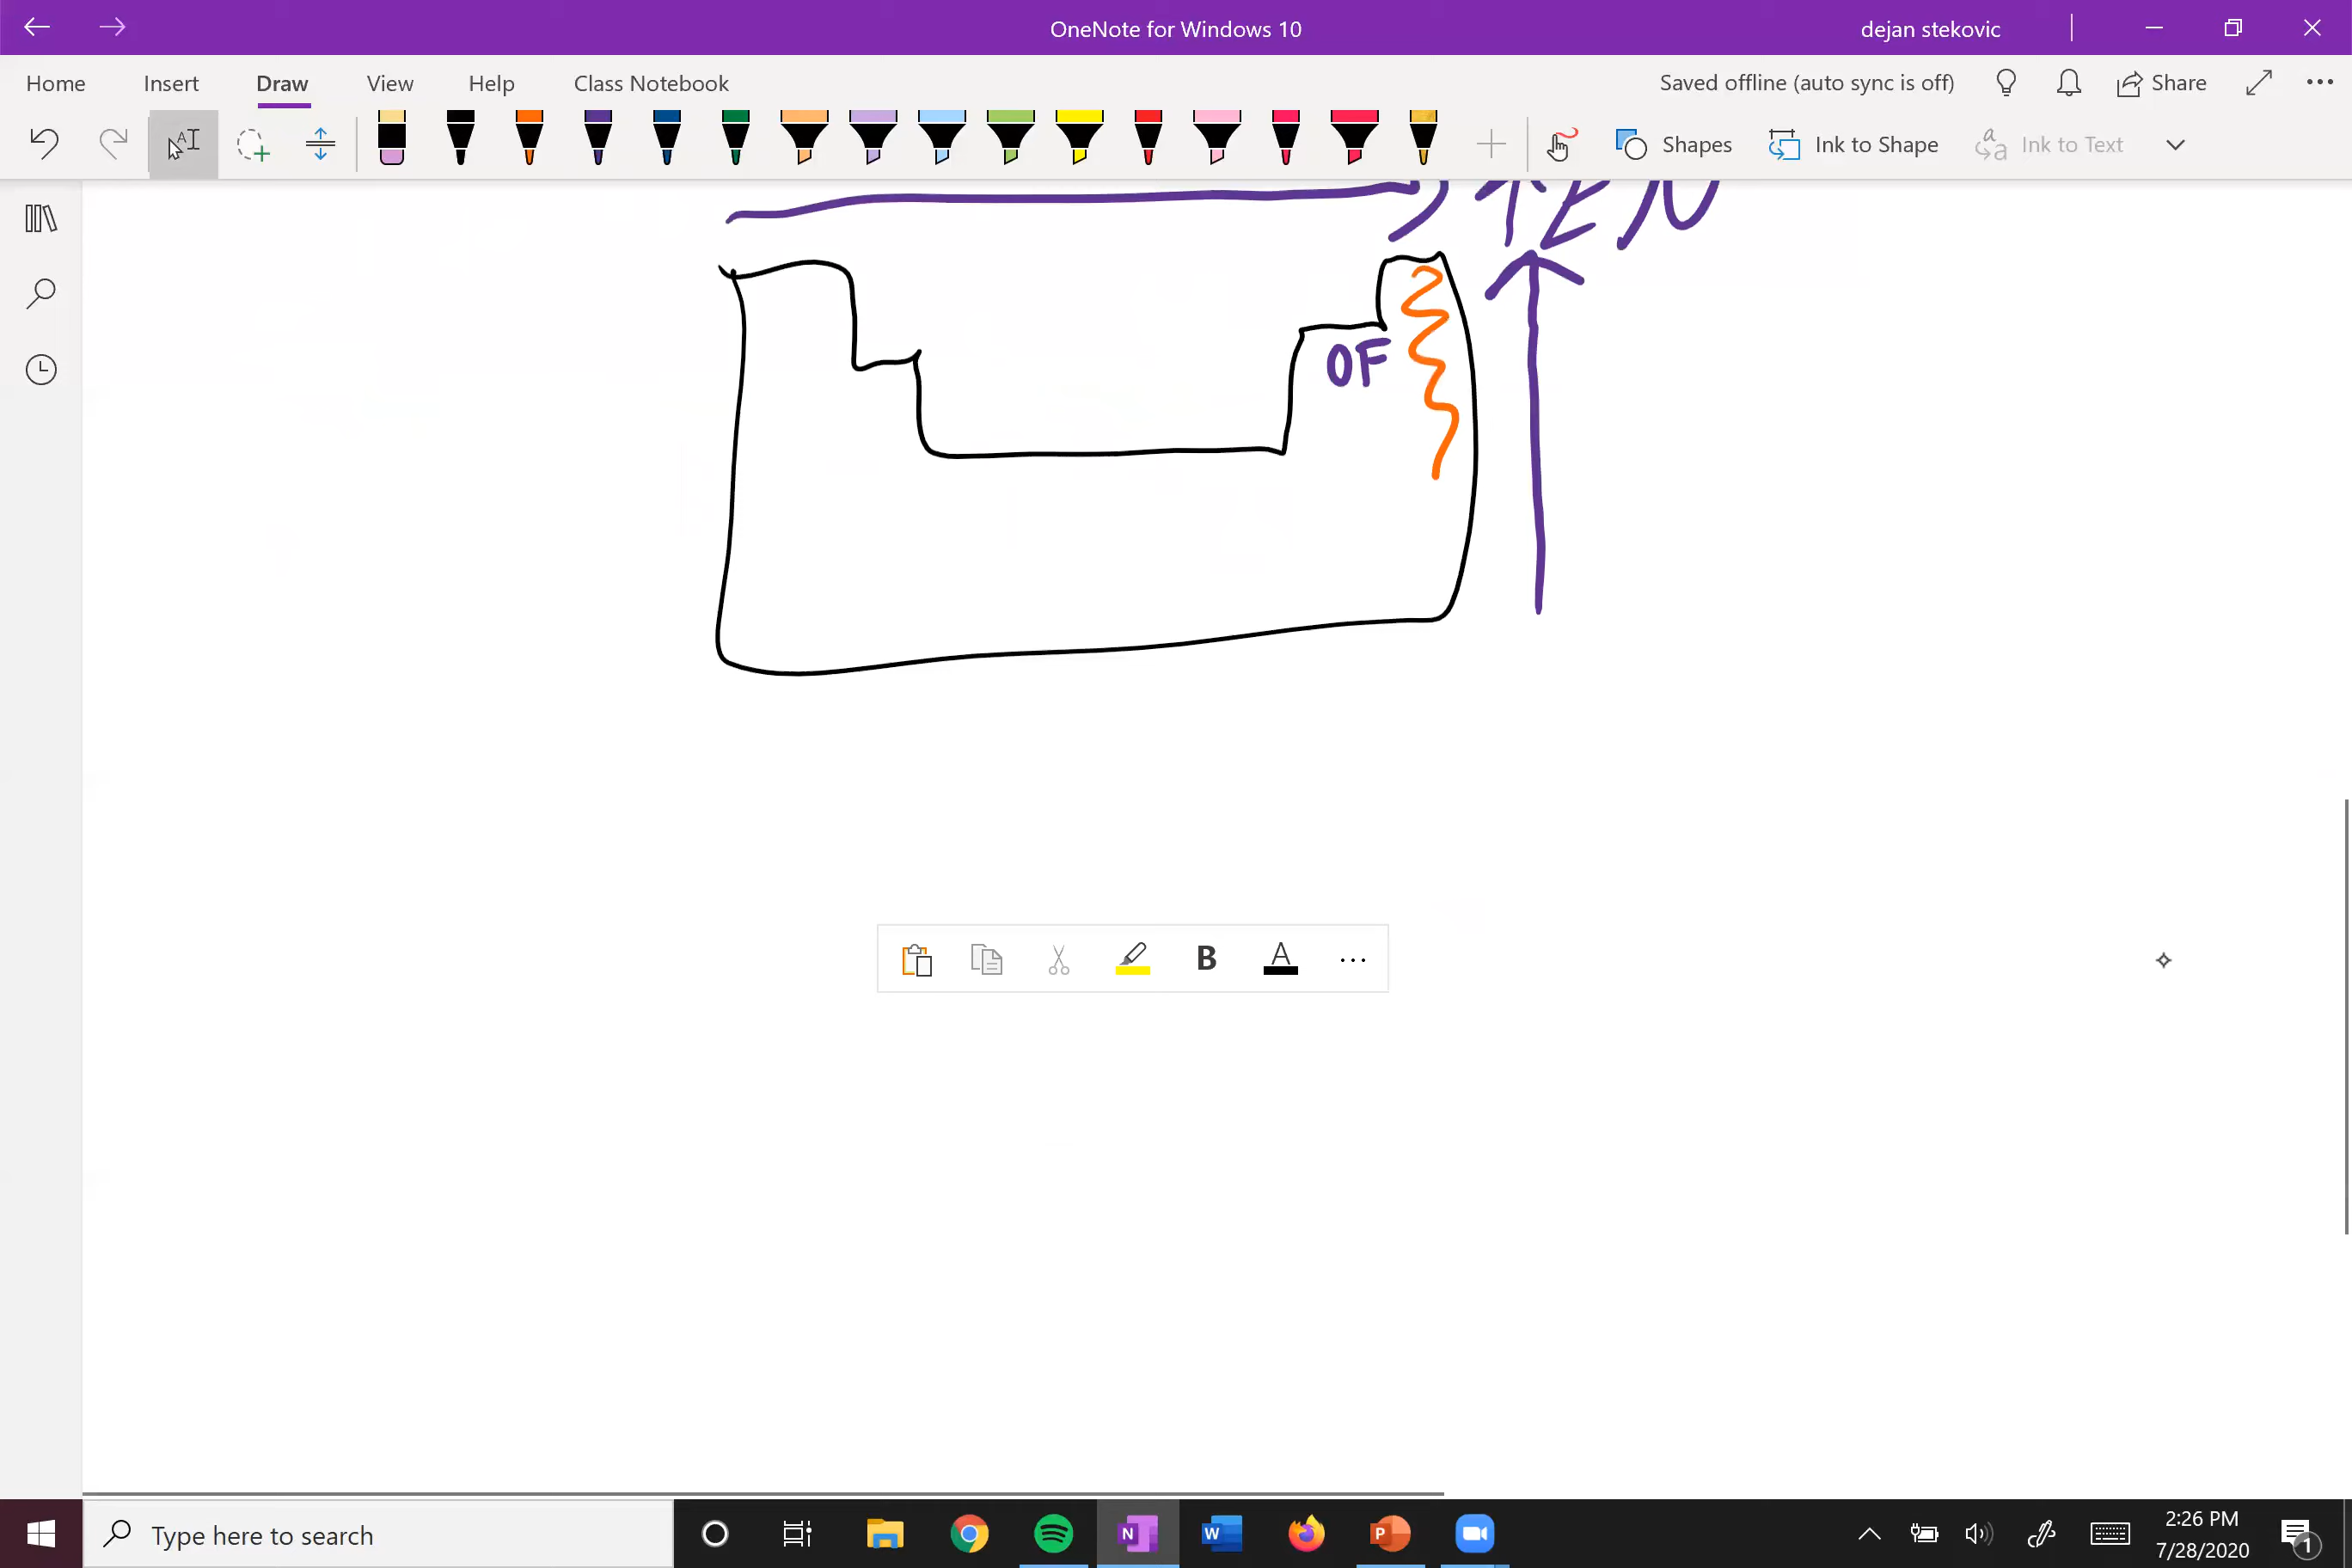 OneNote for Windows 10
dejan stekovic
Home Insert Draw View Help Class Notebook
Saved offline (auto sync is off) Share
Shapes Ink to Shape Ink to Text
OF
B A
Type here to search
2:26 PM
7/28/2020
1